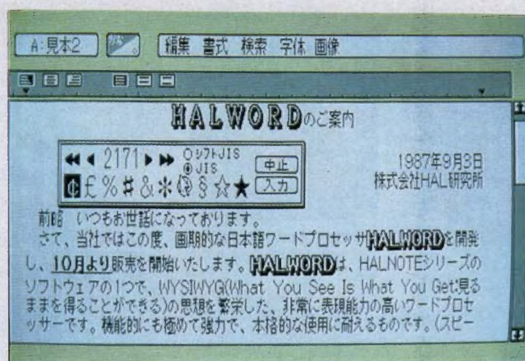 A:見本2 編集 書式 検索 字体 画像
HALWORDのご案内
2171 ○シフトJIS ◉JIS 中止
¢£%#&*§☆★ 入力
1987年9月3日
株式会社HAL研究所
前略 いつもお世話になっております。
さて、当社ではこの度、画期的な日本語ワードプロセッサHALWORDを開発
し、10月より販売を開始いたします。HALWORDは、HALNOTEシリーズの
ソフトウェアの1つで、WYSIWYG(What You See Is What You Get:見る
ままを得ることができる)の思想を繁栄した、非常に表現能力の高いワードプロセ
ッサーです。機能的にも極めて強力で、本格的な使用に耐えるものです。(スピー